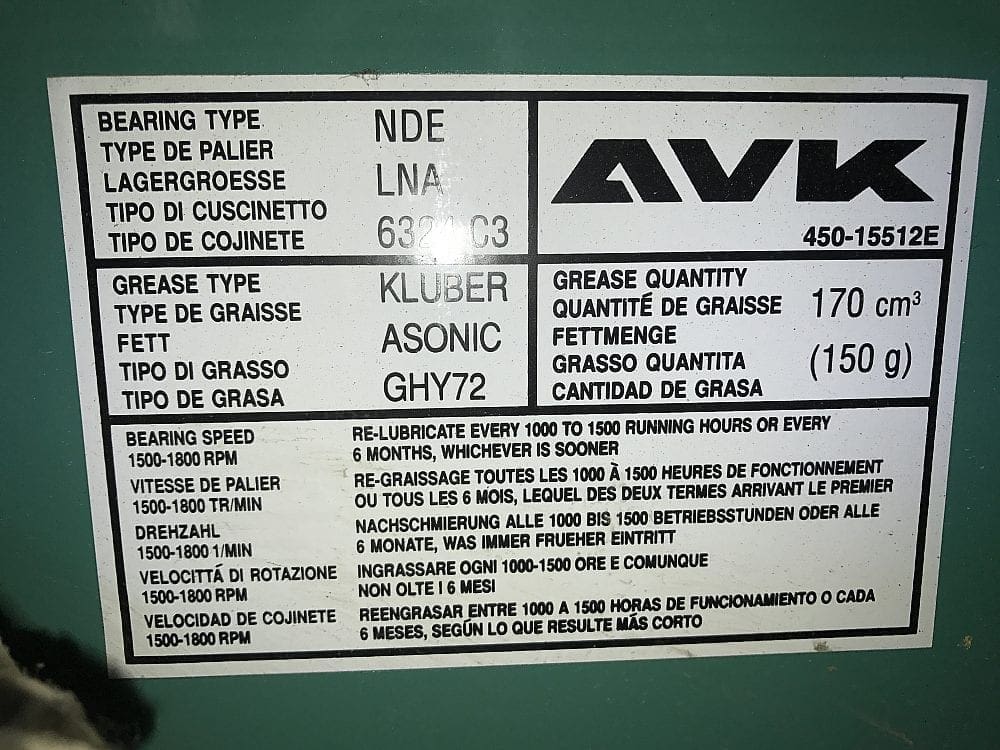 BEARING TYPE
TYPE DE PALIER
LAGERGROESSE
TIPO DI CUSCINETTO
TIPO DE COJINETE
NDE
LNA
C3
AVK
450-15512E
GREASE TYPE
TYPE DE GRAISSE
FETT
TIPO DI GRASSO
TIPO DE GRASA
KLUBER
ASONIC
GHY72
GREASE QUANTITY
QUANTITÉ DE GRAISSE
FETTMENGE
GRASSO QUANTITA
CANTIDAD DE GRASA
170 cm³
(150 g)
BEARING SPEED
1500-1800 RPM
RE-LUBRICATE EVERY 1000 TO 1500 RUNNING HOURS OR EVERY
6 MONTHS, WHICHEVER IS SOONER
VITESSE DE PALIER
1500-1800 TR/MIN
RE-GRAISSAGE TOUTES LES 1000 À 1500 HEURES DE FONCTIONNEMENT
OU TOUS LES 6 MOIS, LEQUEL DES DEUX TERMES ARRIVANT LE PREMIER
DREHZAHL
1500-1800 1/MIN
NACHSCHMIERUNG ALLE 1000 BIS 1500 BETRIEBSSTUNDEN ODER ALLE
6 MONATE, WAS IMMER FRUEHER EINTRITT
VELOCITTÁ DI ROTAZIONE
1500-1800 RPM
INGRASSARE OGNI 1000-1500 ORE E COMUNQUE
NON OLTE I 6 MESI
VELOCIDAD DE COJINETE
1500-1800 RPM
REENGRASAR ENTRE 1000 A 1500 HORAS DE FUNCIONAMIENTO O CADA
6 MESES, SEGÚN LO QUE RESULTE MÁS CORTO